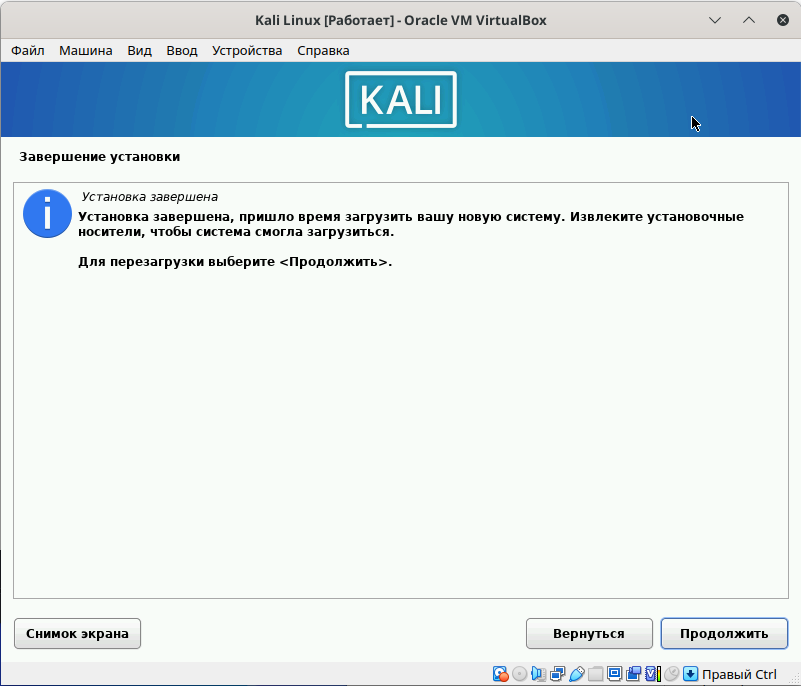 Kali Linux [Работает] - Oracle VM VirtualBox
Файл Машина Вид Ввод Устройства Справка
KALI
Завершение установки
Установка завершена
Установка завершена, пришло время загрузить вашу новую систему. Извлеките установочные
носители, чтобы система смогла загрузиться.
Для перезагрузки выберите <Продолжить>.
Снимок экрана Вернуться Продолжить
Правый Ctrl